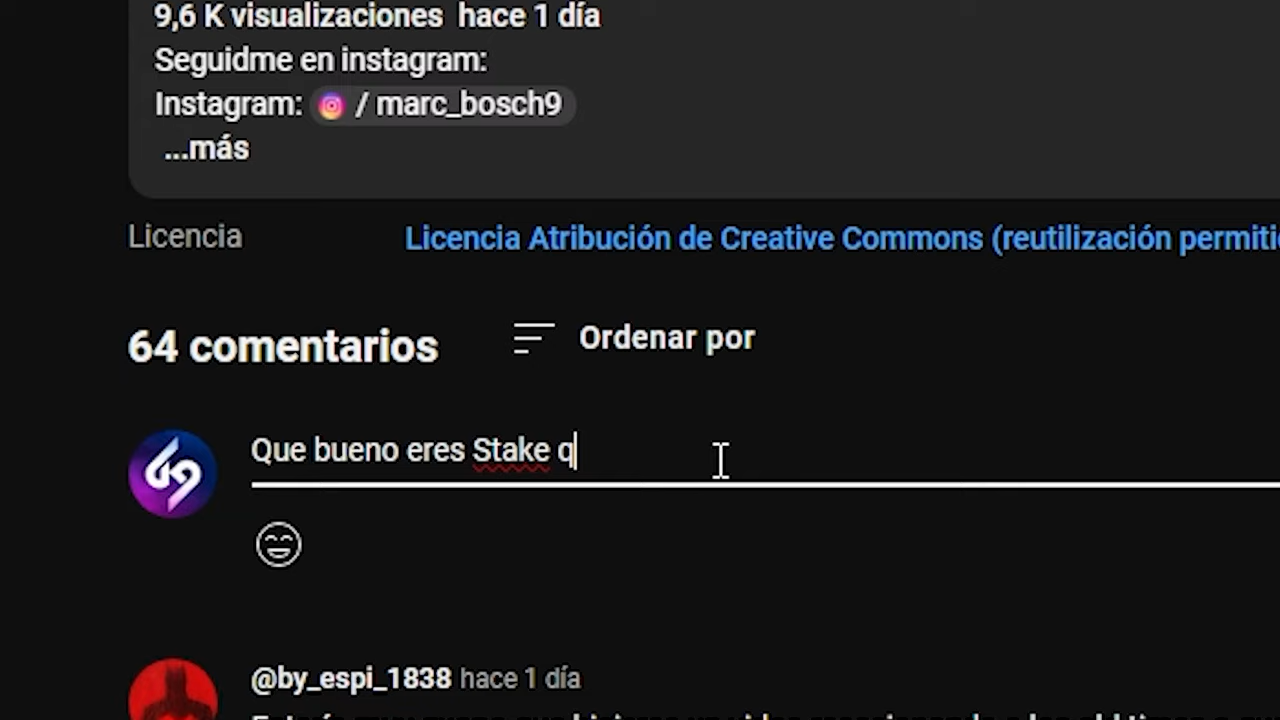 9,6 K visualizaciones hace 1 día
Seguidme en instagram:
Instagram: / marc_bosch9
...más
Licencia Licencia Atribución de Creative Commons (reutilización
64 comentarios Ordenar por
Que bueno eres Stake q
@by_espi_1838 hace 1 día